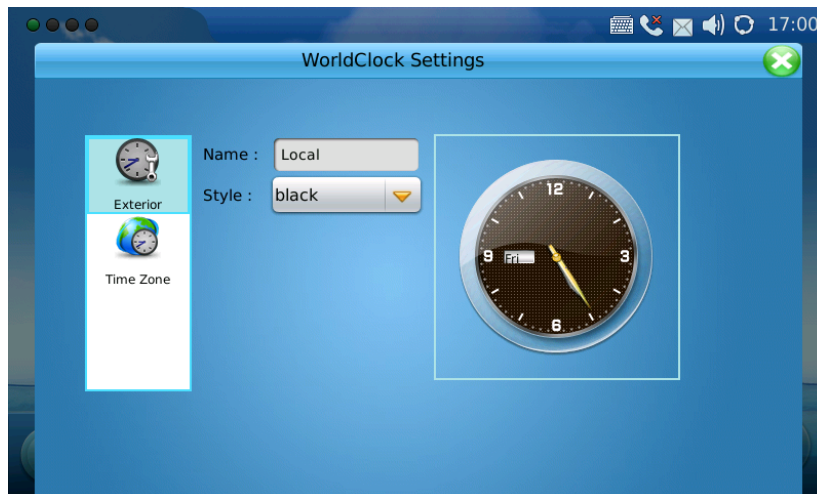 17:00
WorldClock Settings
Exterior
Time Zone
Name : Local
Style : black
12
9 Fri 3
6